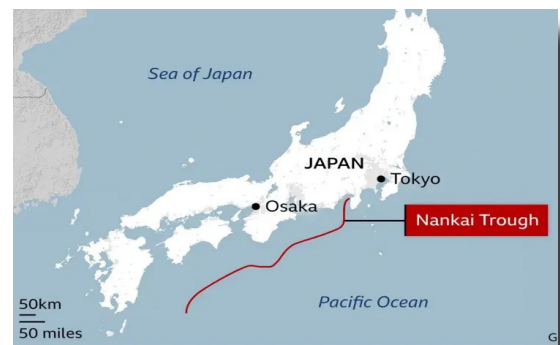 Sea of Japan
JAPAN
Tokyo
Osaka
Nankai Trough
Pacific Ocean
50km
50 miles
G